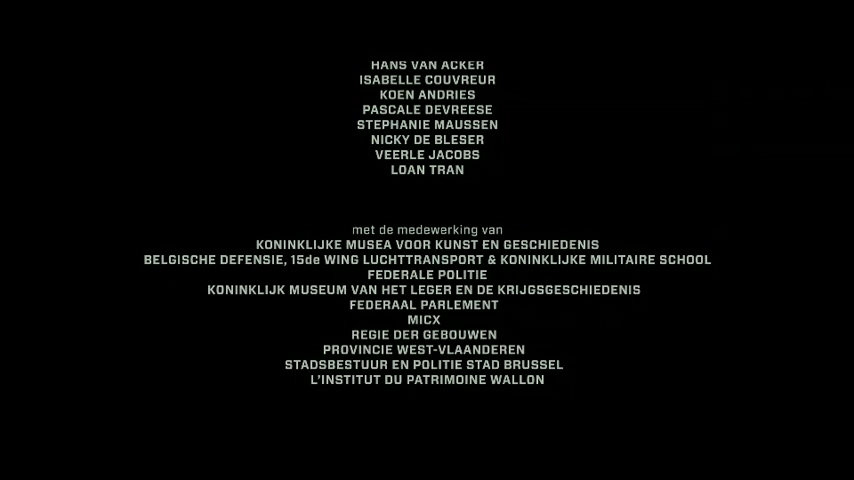 HANS VAN ACKER
ISABELLE COUVREUR
KOEN ANDRIES
PASCALE DEVREESE
STEPHANIE MAUSSEN
NICKY DE BLESER
VEERLE JACOBS
LOAN TRAN
met de medewerking van
KONINKLIJKE MUSEA VOOR KUNST EN GESCHIEDENIS
BELGISCHE DEFENSIE, 15de WING LUCHTTRANSPORT & KONINKLIJKE MILITAIRE SCHOOL
FEDERALE POLITIE
KONINKLIJK MUSEUM VAN HET LEGER EN DE KRIJGSGESCHIEDENIS
FEDERAAL PARLEMENT
MICX
REGIE DER GEBOUWEN
PROVINCIE WEST-VLAANDEREN
STADSBESTUUR EN POLITIE STAD BRUSSEL
L'INSTITUT DU PATRIMOINE WALLON